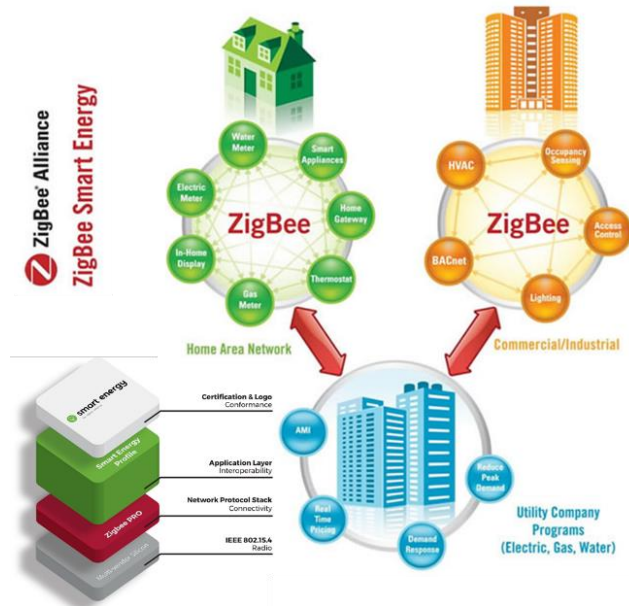 ZigBee® Alliance
ZigBee Smart Energy
Water
Meter
Smart
Appliances
Electric
Meter
Home
Gateway
ZigBee
In-Home
Display
Thermostat
Gas
Meter
Home Area Network
HVAC
Occupancy
Sensing
ZigBee
Access
Control
BACnet
Lighting
Commercial/Industrial
AMI
Reduce
Peak
Demand
Real
Time
Pricing
Demand
Response
Utility Company
Programs
(Electric, Gas, Water)
smart energy
Certification & Logo
Conformance
Smart Energy
Profile
Application Layer
Interoperability
Zigbee PRO
Network Protocol Stack
Connectivity
IEEE 802.15.4
Radio